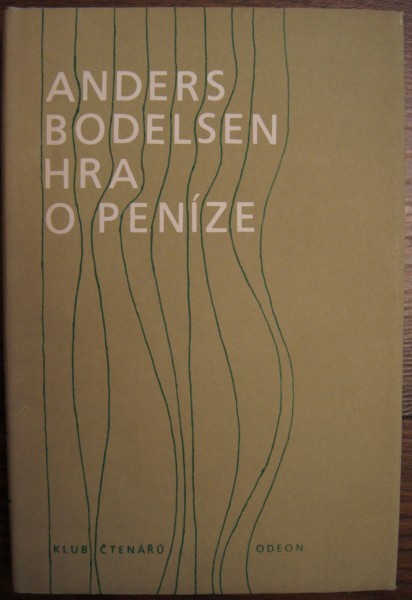 ANDERS
BODELSEN
HRA
O PENÍZE
KLUB ČTENÁŘŮ ODEON